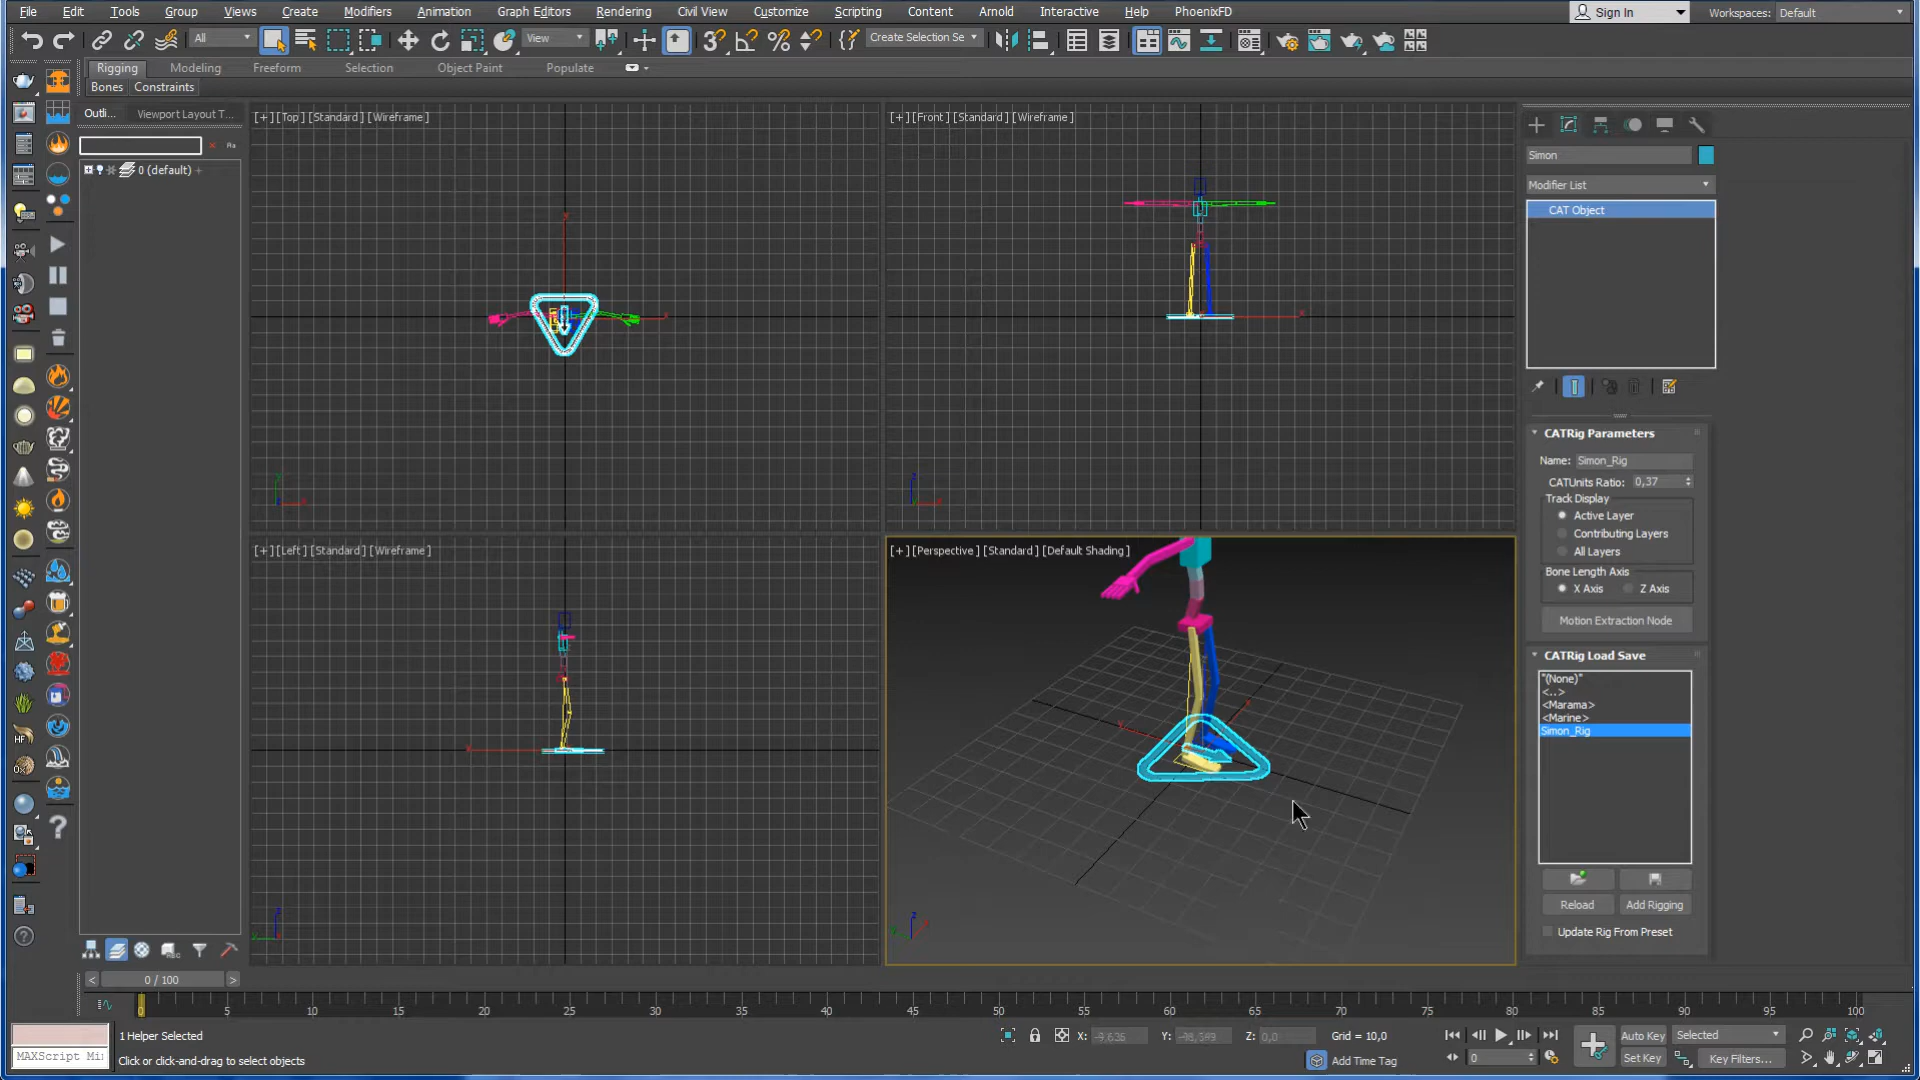 File Edit Tools Group Views Create Modifiers Animation Graph Editors Rendering Civil View Customize Scripting Content Arnold Interactive Help PhoenixFD Sign In Workspaces: Default
All View Create Selection Se
Rigging Modeling Freeform Selection Object Paint Populate
Bones Constraints
Outli... Viewport Layout T...
0 (default)
[+] [Top] [Standard] [Wireframe]
[+] [Front] [Standard] [Wireframe]
[+] [Left] [Standard] [Wireframe]
[+] [Perspective] [Standard] [Default Shading]
Simon
Modifier List
CAT Object
CATRig Parameters
Name: Simon_Rig
CATUnits Ratio: 0,37
Track Display
Active Layer
Contributing Layers
All Layers
Bone Length Axis
X Axis Z Axis
Motion Extraction Node
CATRig Load Save
"(None)"
<..>
<Marama>
<Marine>
Simon_Rig
Reload Add Rigging
Update Rig From Preset
< 0 / 100 >
0 5 10 15 20 25 30 35 40 45 50 55 60 65 70 75 80 85 90 95 100
1 Helper Selected X: Y: Z: 0,0 Grid = 10,0 Auto Key Selected
MAXScript Mi Click or click-and-drag to select objects Add Time Tag 0 Set Key Key Filters...